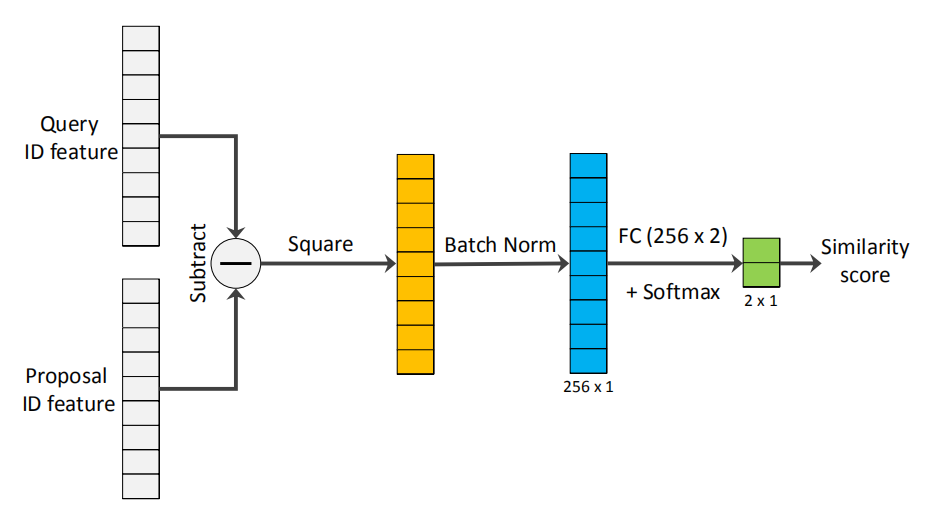 Query
ID feature
Proposal
ID feature
Subtract
Square
Batch Norm
256 x 1
FC (256 x 2)
+ Softmax
2 x 1
Similarity
score